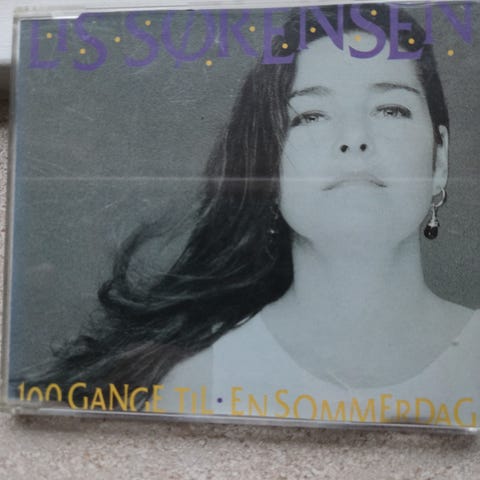 LIS SØRENSEN
100 GANGE TIL · EN SOMMERDAG